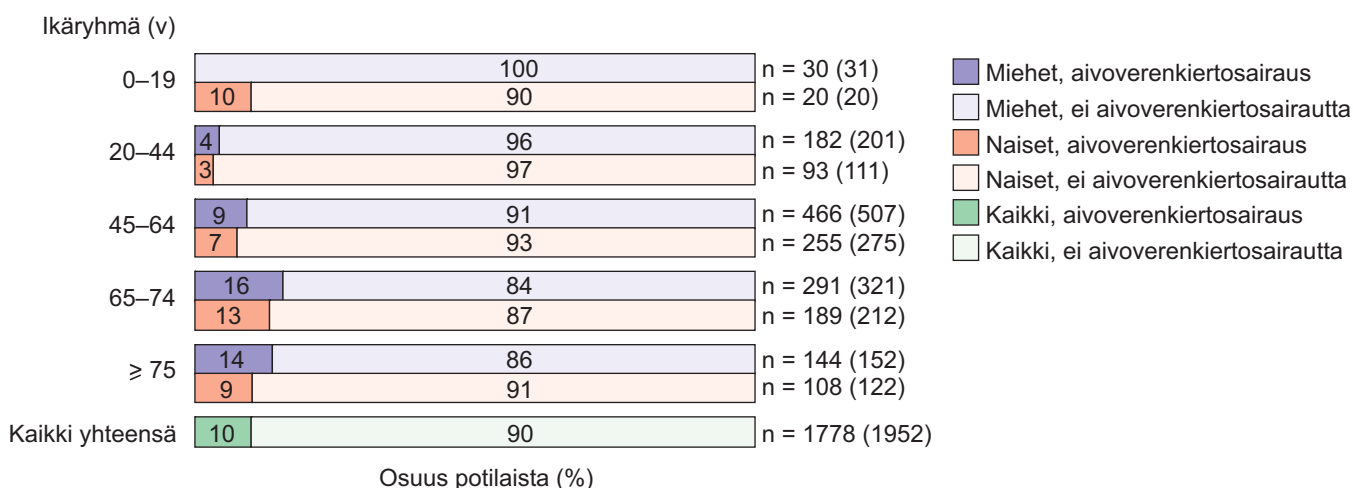 Ikäryhmä (v)
0–19
100
n = 30 (31)
10
90
n = 20 (20)
20–44
4
96
n = 182 (201)
3
97
n = 93 (111)
45–64
9
91
n = 466 (507)
7
93
n = 255 (275)
65–74
16
84
n = 291 (321)
13
87
n = 189 (212)
⩾ 75
14
86
n = 144 (152)
9
91
n = 108 (122)
Kaikki yhteensä
10
90
n = 1778 (1952)
Osuus potilaista (%)
Miehet, aivoverenkiertosairaus
Miehet, ei aivoverenkiertosairautta
Naiset, aivoverenkiertosairaus
Naiset, ei aivoverenkiertosairautta
Kaikki, aivoverenkiertosairaus
Kaikki, ei aivoverenkiertosairautta